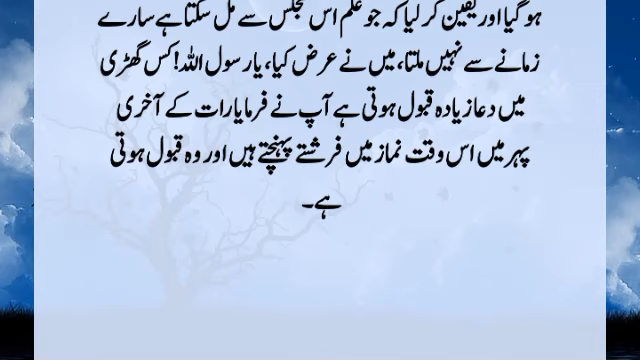 ہو گیا اور یقین کر لیا کہ جو علم اس مجلس سے مل سکتا ہے سارے
زمانے سے نہیں ملتا، میں نے عرض کیا، یا رسول اللہ! کس گھڑی
میں دعا زیادہ قبول ہوتی ہے آپ نے فرمایا رات کے آخری
پہر میں اس وقت نماز میں فرشتے پہنچتے ہیں اور وہ قبول ہوتی
ہے۔